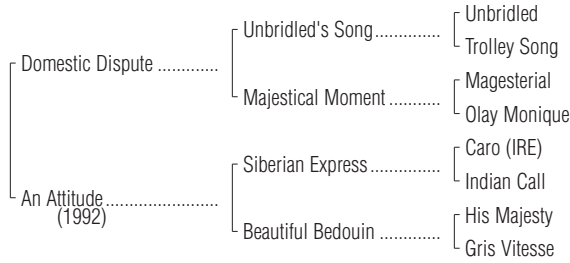 Unbridled
Unbridled's Song..............
Trolley Song
Domestic Dispute .............
Magesterial
Majestical Moment ...........
Olay Monique
Caro (IRE)
Siberian Express...............
Indian Call
An Attitude........................
(1992)
His Majesty
Beautiful Bedouin .............
Gris Vitesse